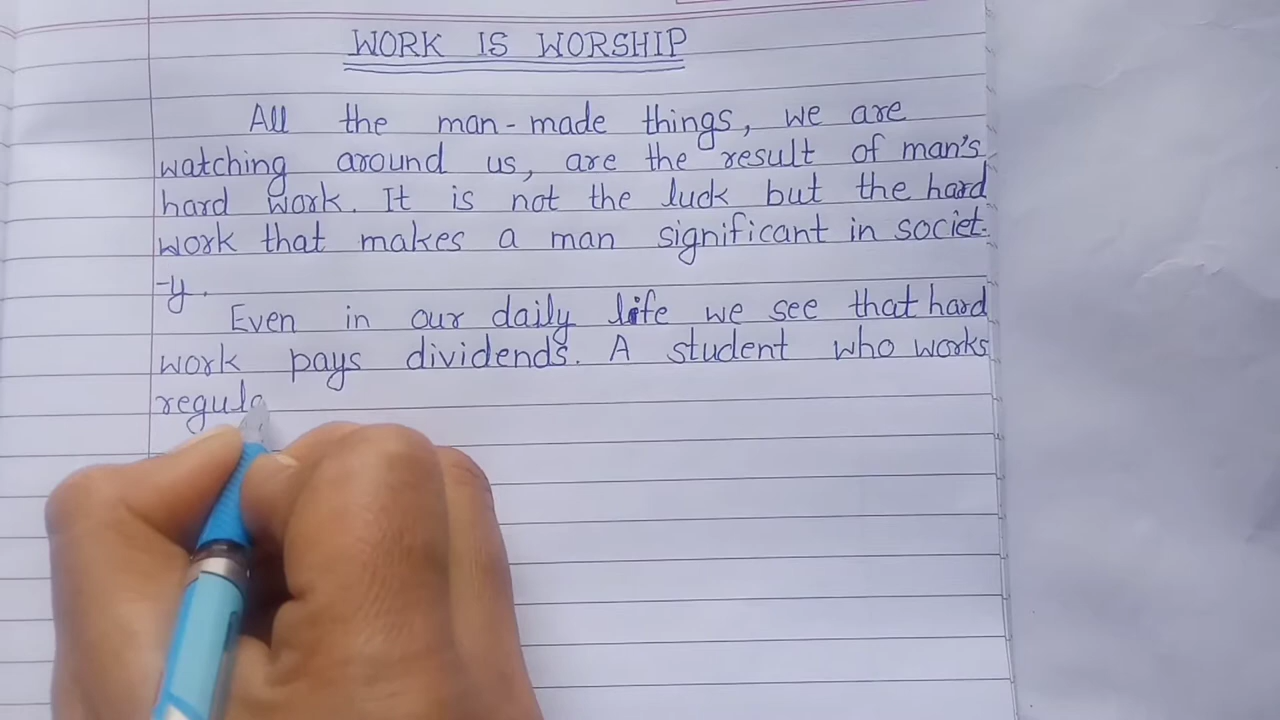 WORK IS WORSHIP
All the man-made things, we are
watching around us, are the result of man's
hard work. It is not the luck but the hard
work that makes a man significant in societ-
-y.
Even in our daily life we see that hard
work pays dividends. A student who works
regula